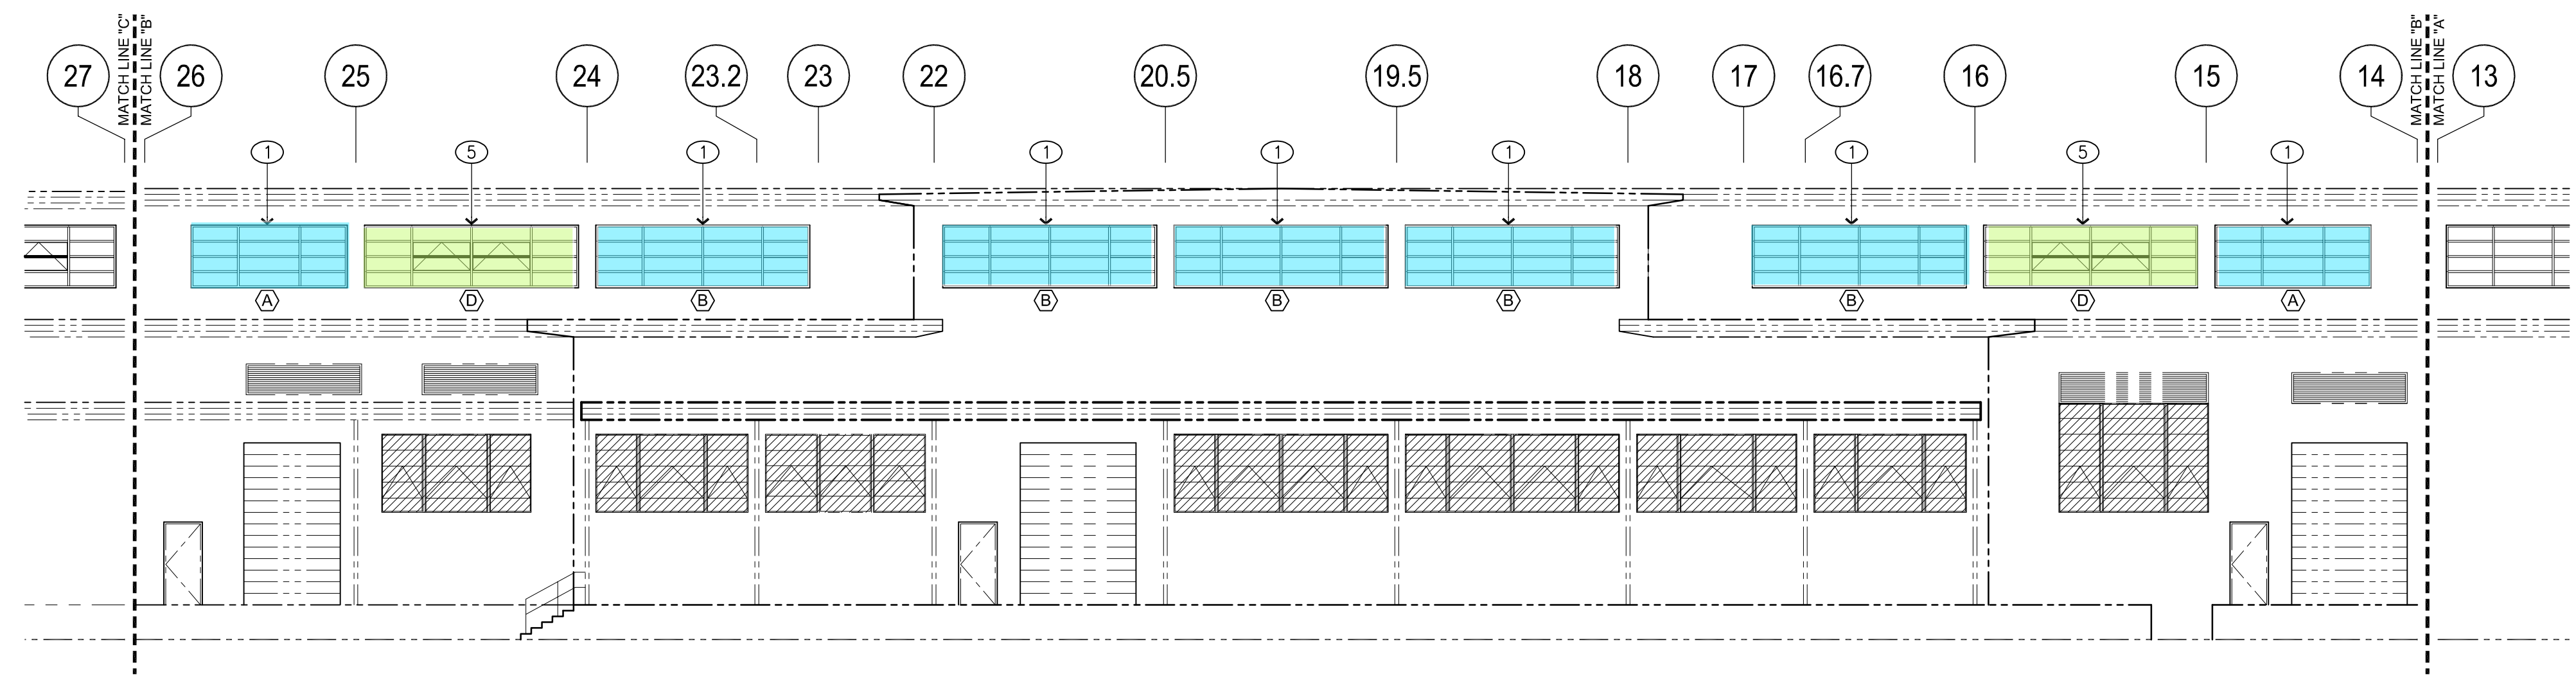 MATCH LINE "C"
MATCH LINE "B"
MATCH LINE "B"
MATCH LINE "A"
27 26 25 24 23.2 23 22 20.5 19.5 18 17 16.7 16 15 14 13
1 5 1 1 1 1 1 5 1
A D B B B B B D A